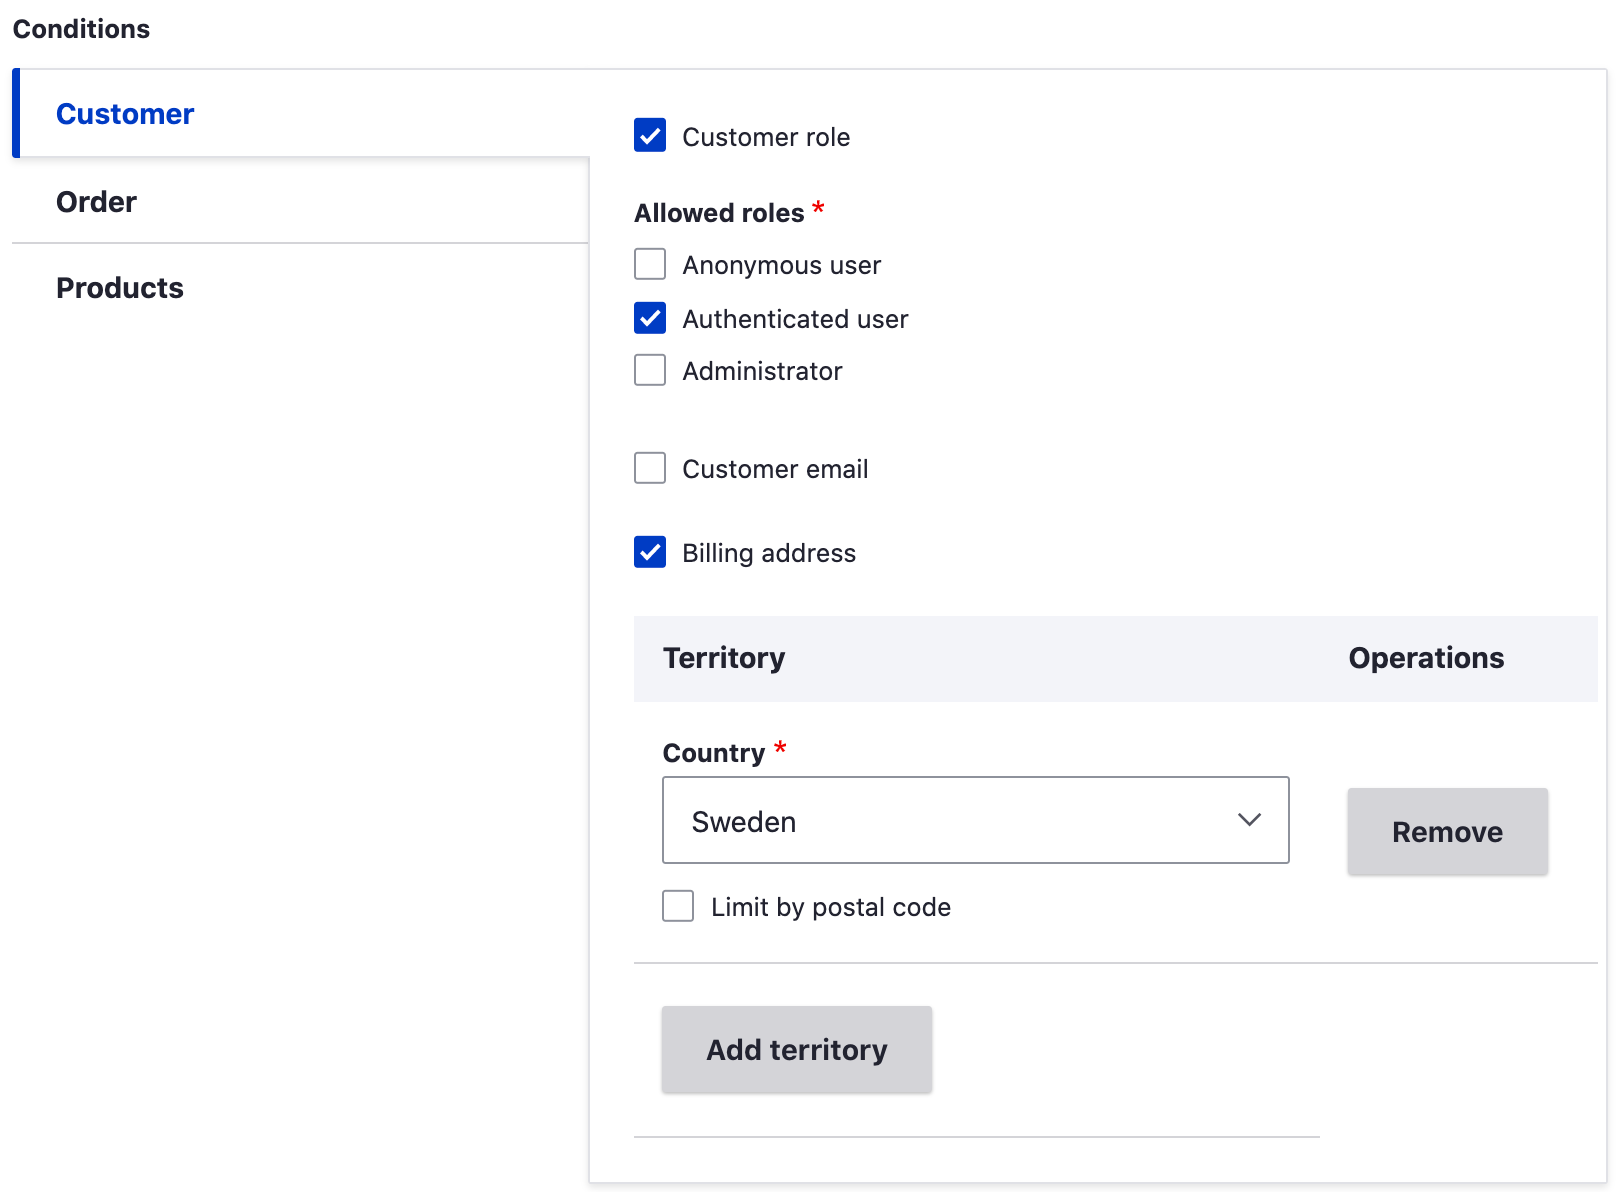 Conditions
Customer
Order
Products
Customer role
Allowed roles *
Anonymous user
Authenticated user
Administrator
Customer email
Billing address
Territory Operations
Country *
Sweden
Remove
Limit by postal code
Add territory